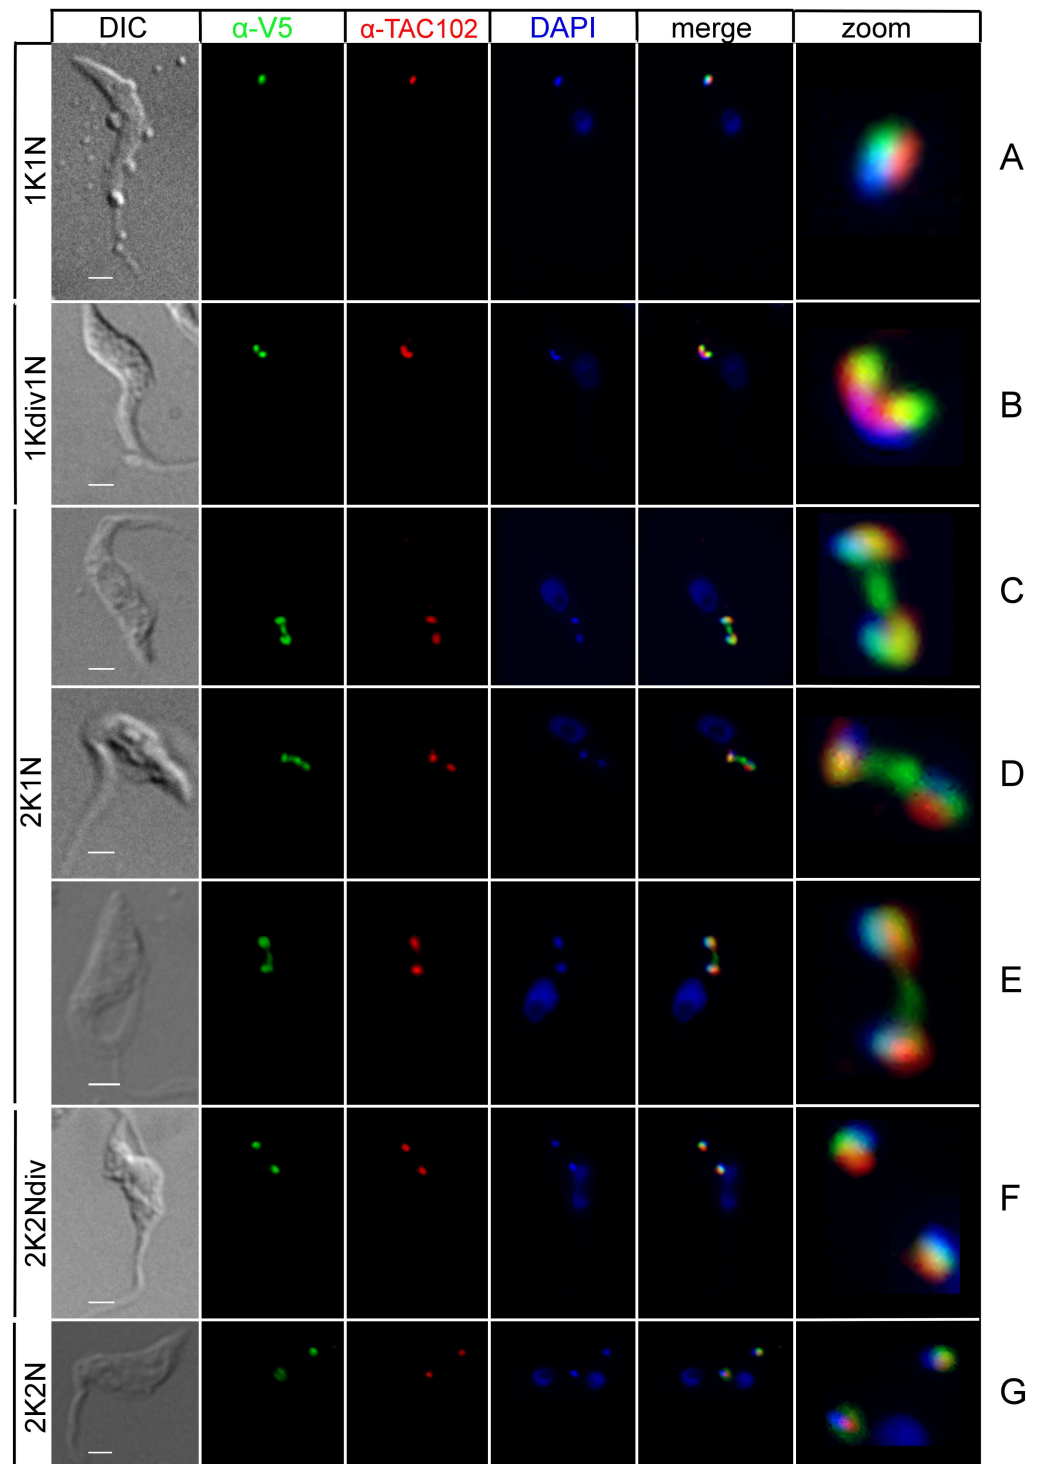 DIC α-V5 α-TAC102 DAPI merge zoom
1K1N A
1Kdiv1N B
C
2K1N D
E
2K2Ndiv F
2K2N G